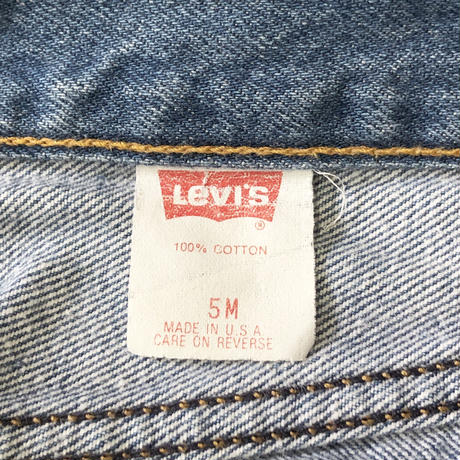 Levi's
®
100% COTTON
5M
MADE IN U.S.A
CARE ON REVERSE